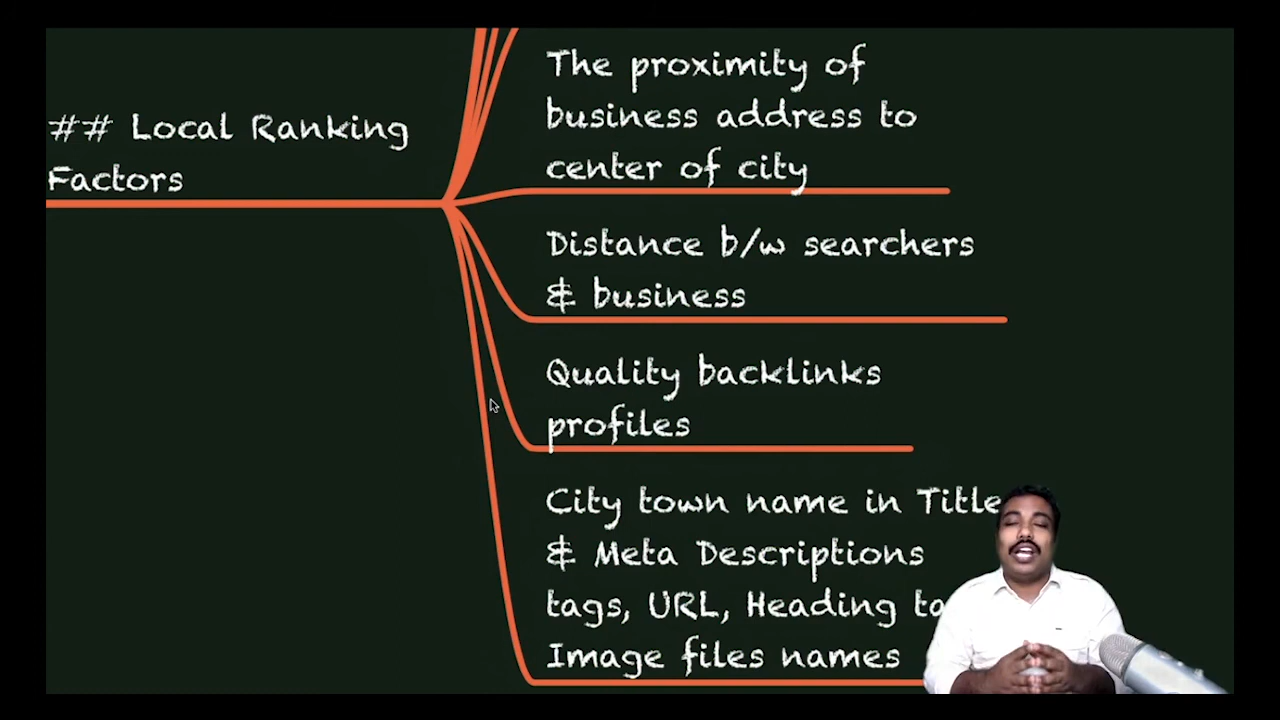 ## Local Ranking
Factors
The proximity of
business address to
center of city
Distance b/w searchers
& business
Quality backlinks
profiles
City town name in Title
& Meta Descriptions
tags, URL, Heading
Image files names